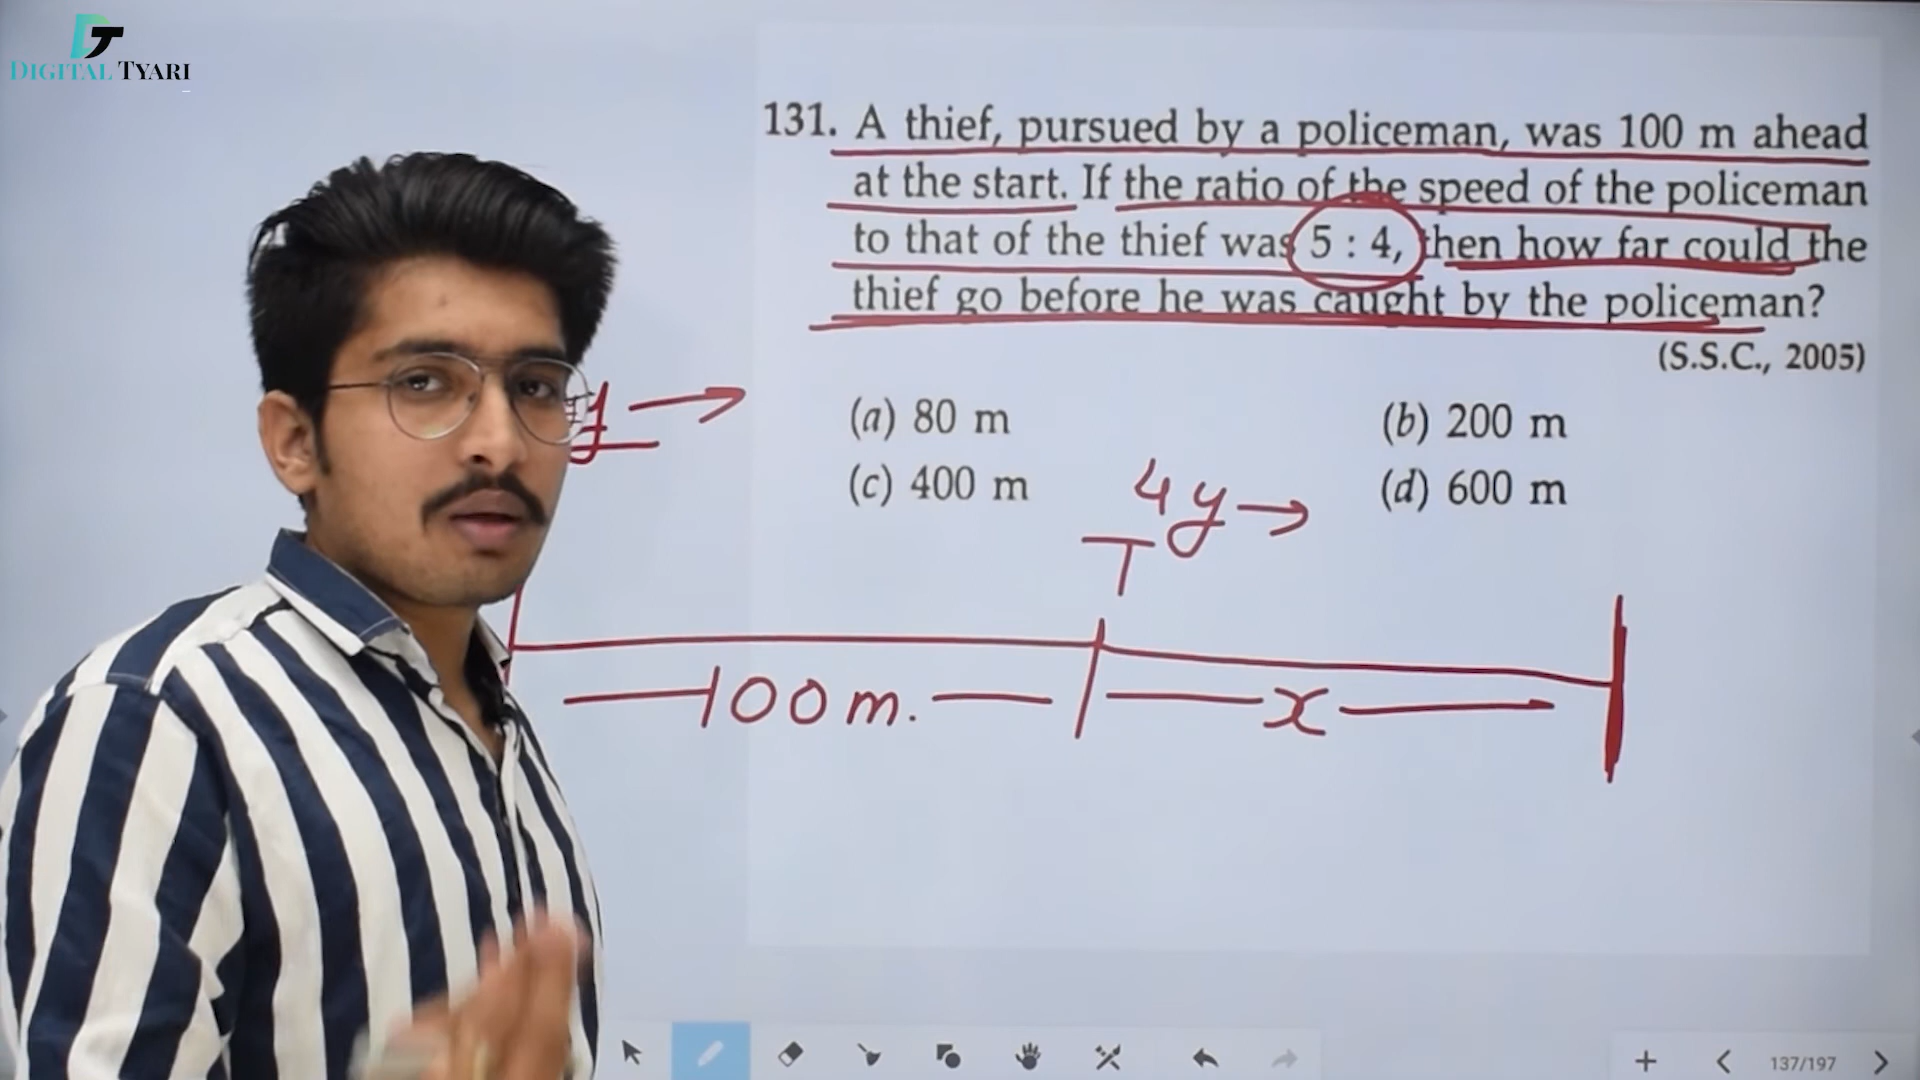 DT
DIGITAL TYARI
131. A thief, pursued by a policeman, was 100 m ahead
at the start. If the ratio of the speed of the policeman
to that of the thief was 5 : 4, then how far could the
thief go before he was caught by the policeman?
(S.S.C., 2005)
(a) 80 m (b) 200 m
(c) 400 m (d) 600 m
y
4y
T
100 m. x
137/197